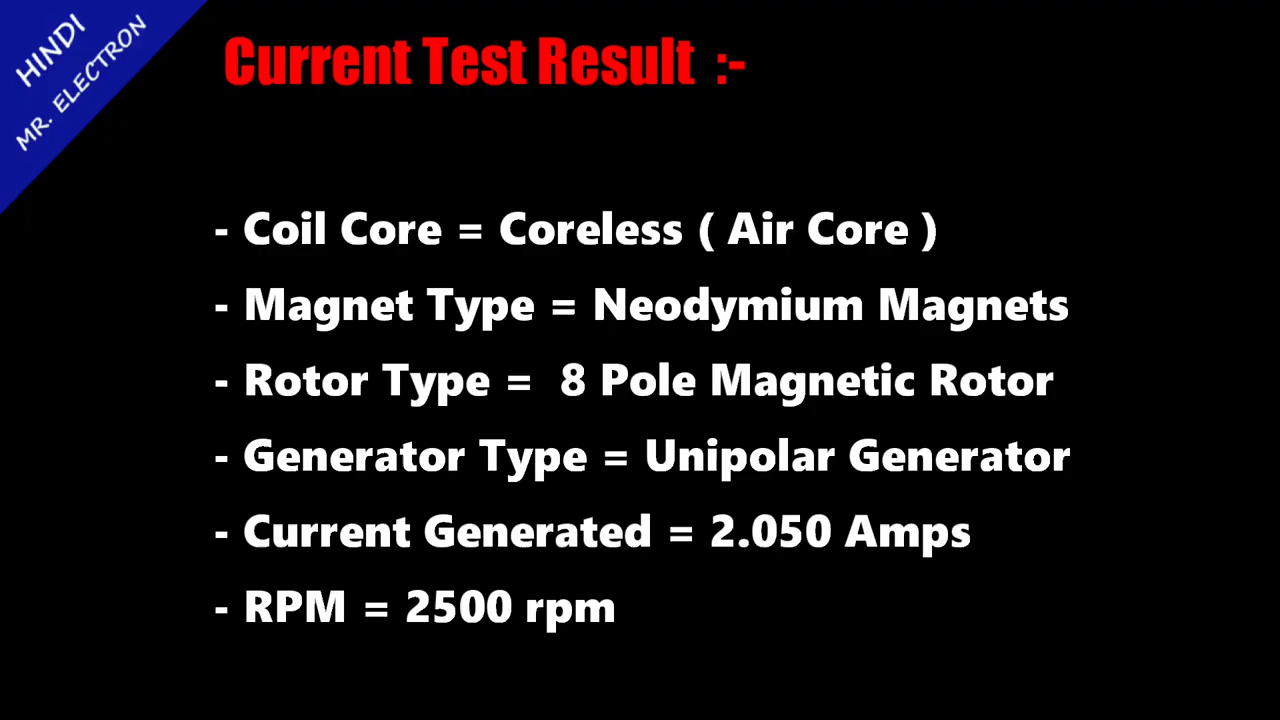 HINDI
MR. ELECTRON
Current Test Result :-
- Coil Core = Coreless ( Air Core )
- Magnet Type = Neodymium Magnets
- Rotor Type = 8 Pole Magnetic Rotor
- Generator Type = Unipolar Generator
- Current Generated = 2.050 Amps
- RPM = 2500 rpm